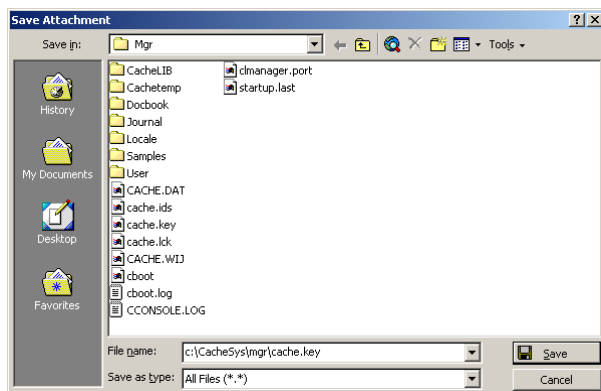 Save Attachment
Save in: Mgr Tools
History
My Documents
Desktop
Favorites
CacheLIB
Cachetemp
Docbook
Journal
Locale
Samples
User
CACHE.DAT
cache.ids
cache.key
cache.lck
CACHE.WIJ
cboot
cboot.log
CCONSOLE.LOG
clmanager.port
startup.last
File name: c:\CacheSys\mgr\cache.key Save
Save as type: All Files (*.*) Cancel